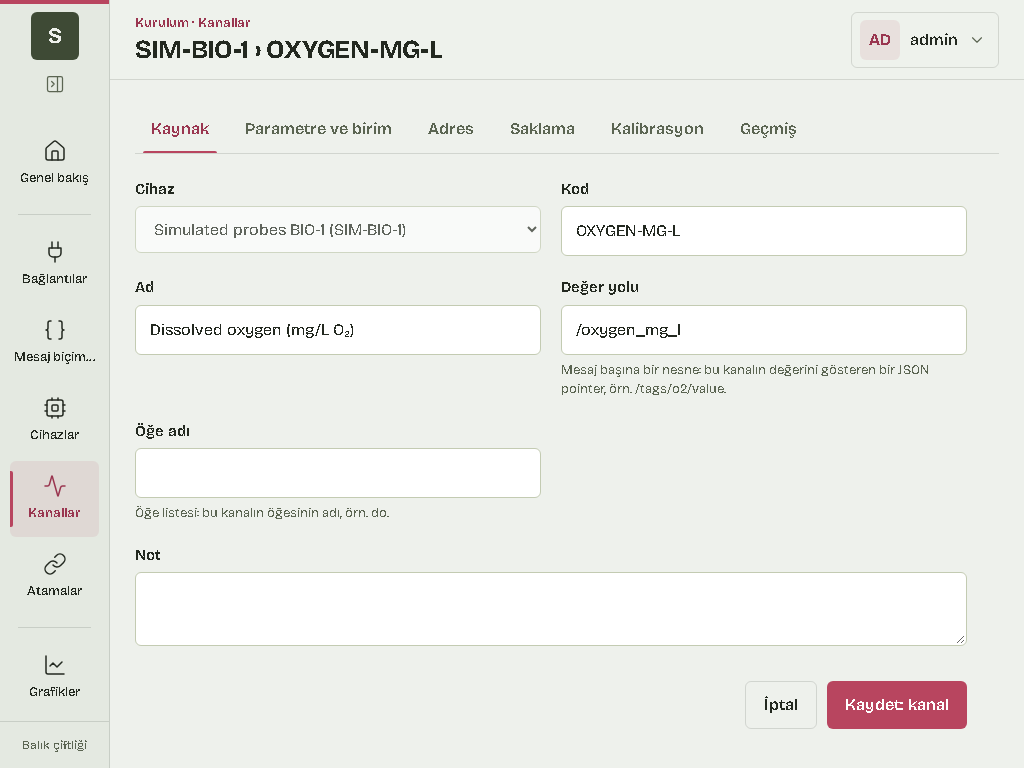 S
Genel bakış
Bağlantılar
Mesaj biçim...
Cihazlar
Kanallar
Atamalar
Grafikler
Balık çiftliği
Kurulum · Kanallar
SIM-BIO-1 › OXYGEN-MG-L
AD admin
Kaynak Parametre ve birim Adres Saklama Kalibrasyon Geçmiş
Cihaz
Simulated probes BIO-1 (SIM-BIO-1)
Kod
OXYGEN-MG-L
Ad
Dissolved oxygen (mg/L O₂)
Değer yolu
/oxygen_mg_l
Mesaj başına bir nesne: bu kanalın değerini gösteren bir JSON
pointer, örn. /tags/o2/value.
Öğe adı
Öğe listesi: bu kanalın öğesinin adı, örn. do.
Not
İptal
Kaydet: kanal